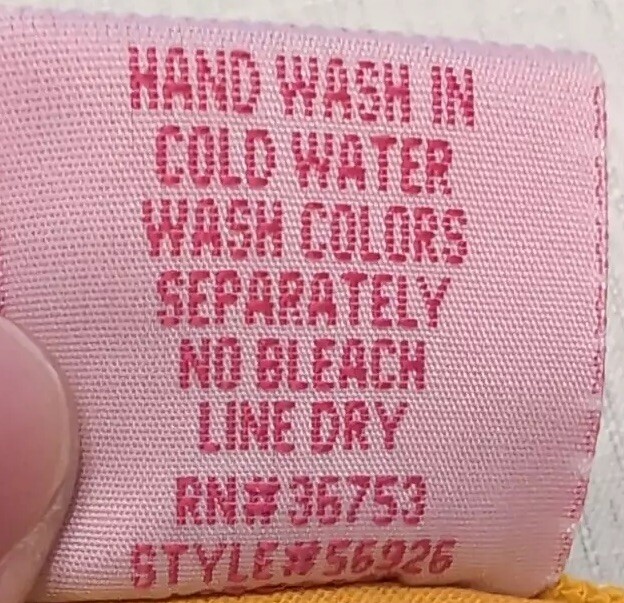 HAND WASH IN
COLD WATER
WASH COLORS
SEPARATELY
NO BLEACH
LINE DRY
RN#36753
STYLE#56926